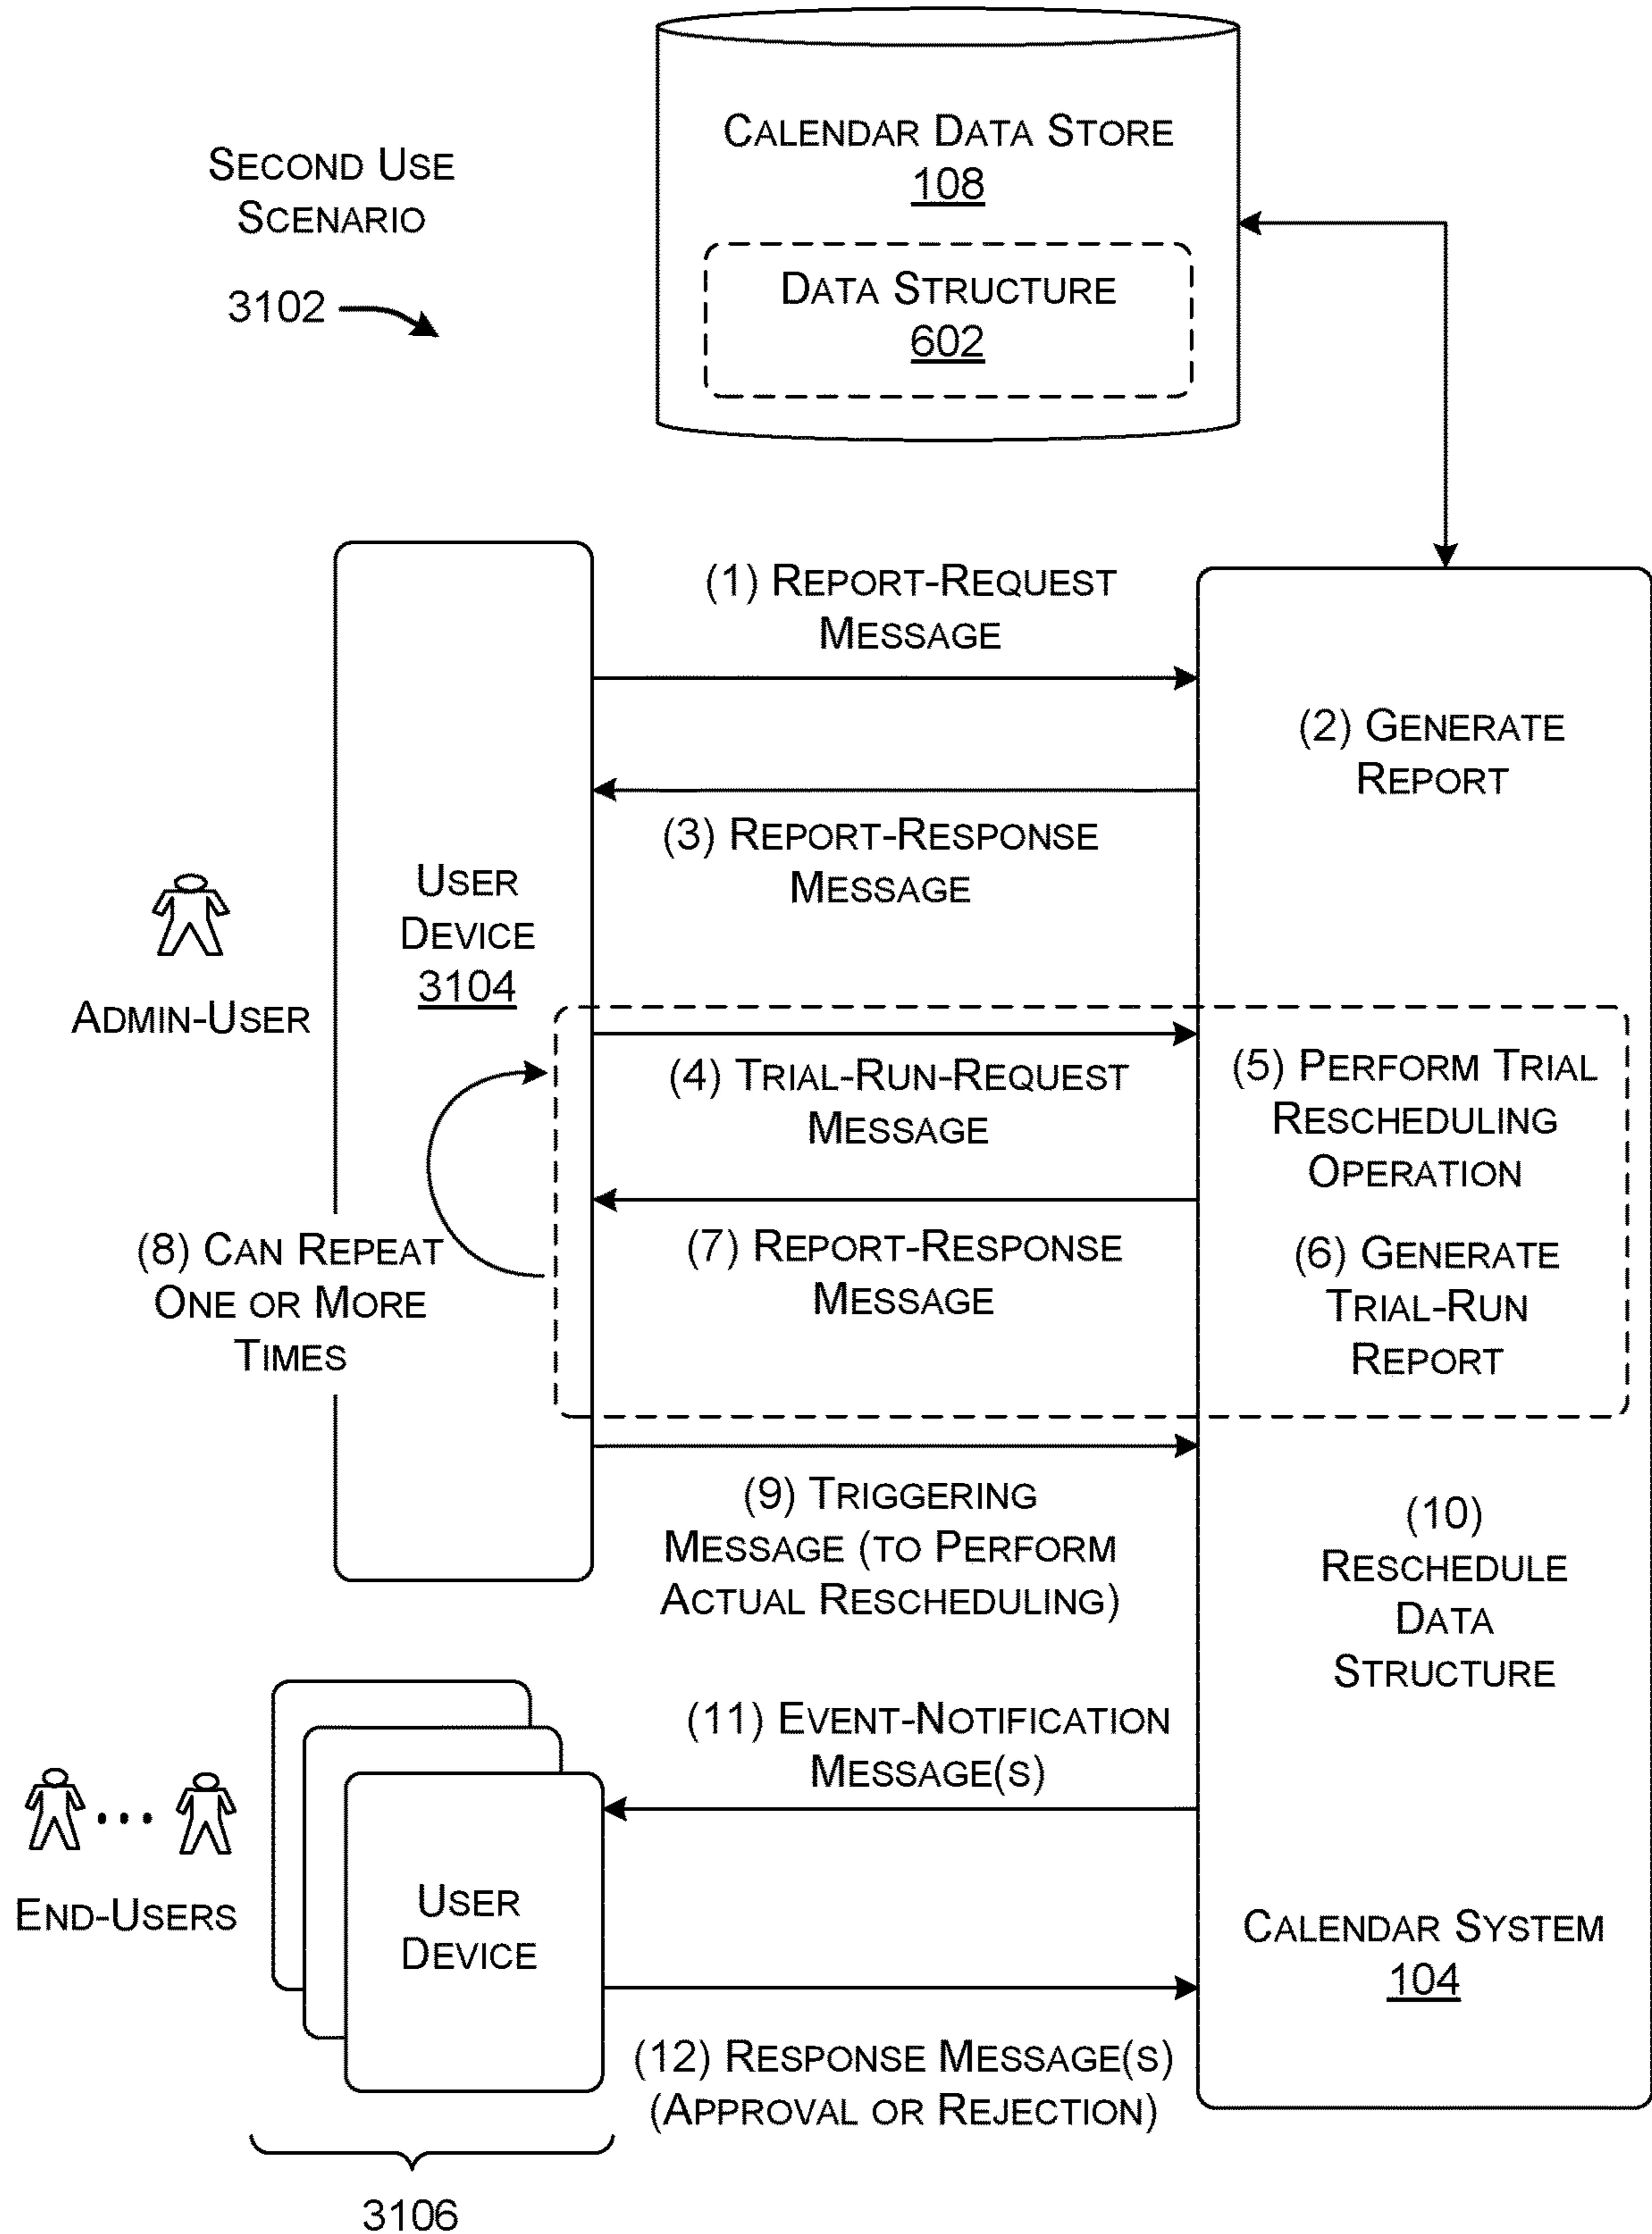 CALENDAR DATA STORE
108
SECOND USE
SCENARIO
3102
DATA STRUCTURE
602
(1) REPORT-REQUEST
MESSAGE
(2) GENERATE
REPORT
(3) REPORT-RESPONSE
MESSAGE
USER
DEVICE
3104
ADMIN-USER
(4) TRIAL-RUN-REQUEST
MESSAGE
(5) PERFORM TRIAL
RESCHEDULING
OPERATION
(7) REPORT-RESPONSE
MESSAGE
(6) GENERATE
TRIAL-RUN
REPORT
(8) CAN REPEAT
ONE OR MORE
TIMES
(9) TRIGGERING
MESSAGE (TO PERFORM
ACTUAL RESCHEDULING)
(10)
RESCHEDULE
DATA
STRUCTURE
(11) EVENT-NOTIFICATION
MESSAGE(S)
END-USERS
USER
DEVICE
CALENDAR SYSTEM
104
(12) RESPONSE MESSAGE(S)
(APPROVAL OR REJECTION)
3106